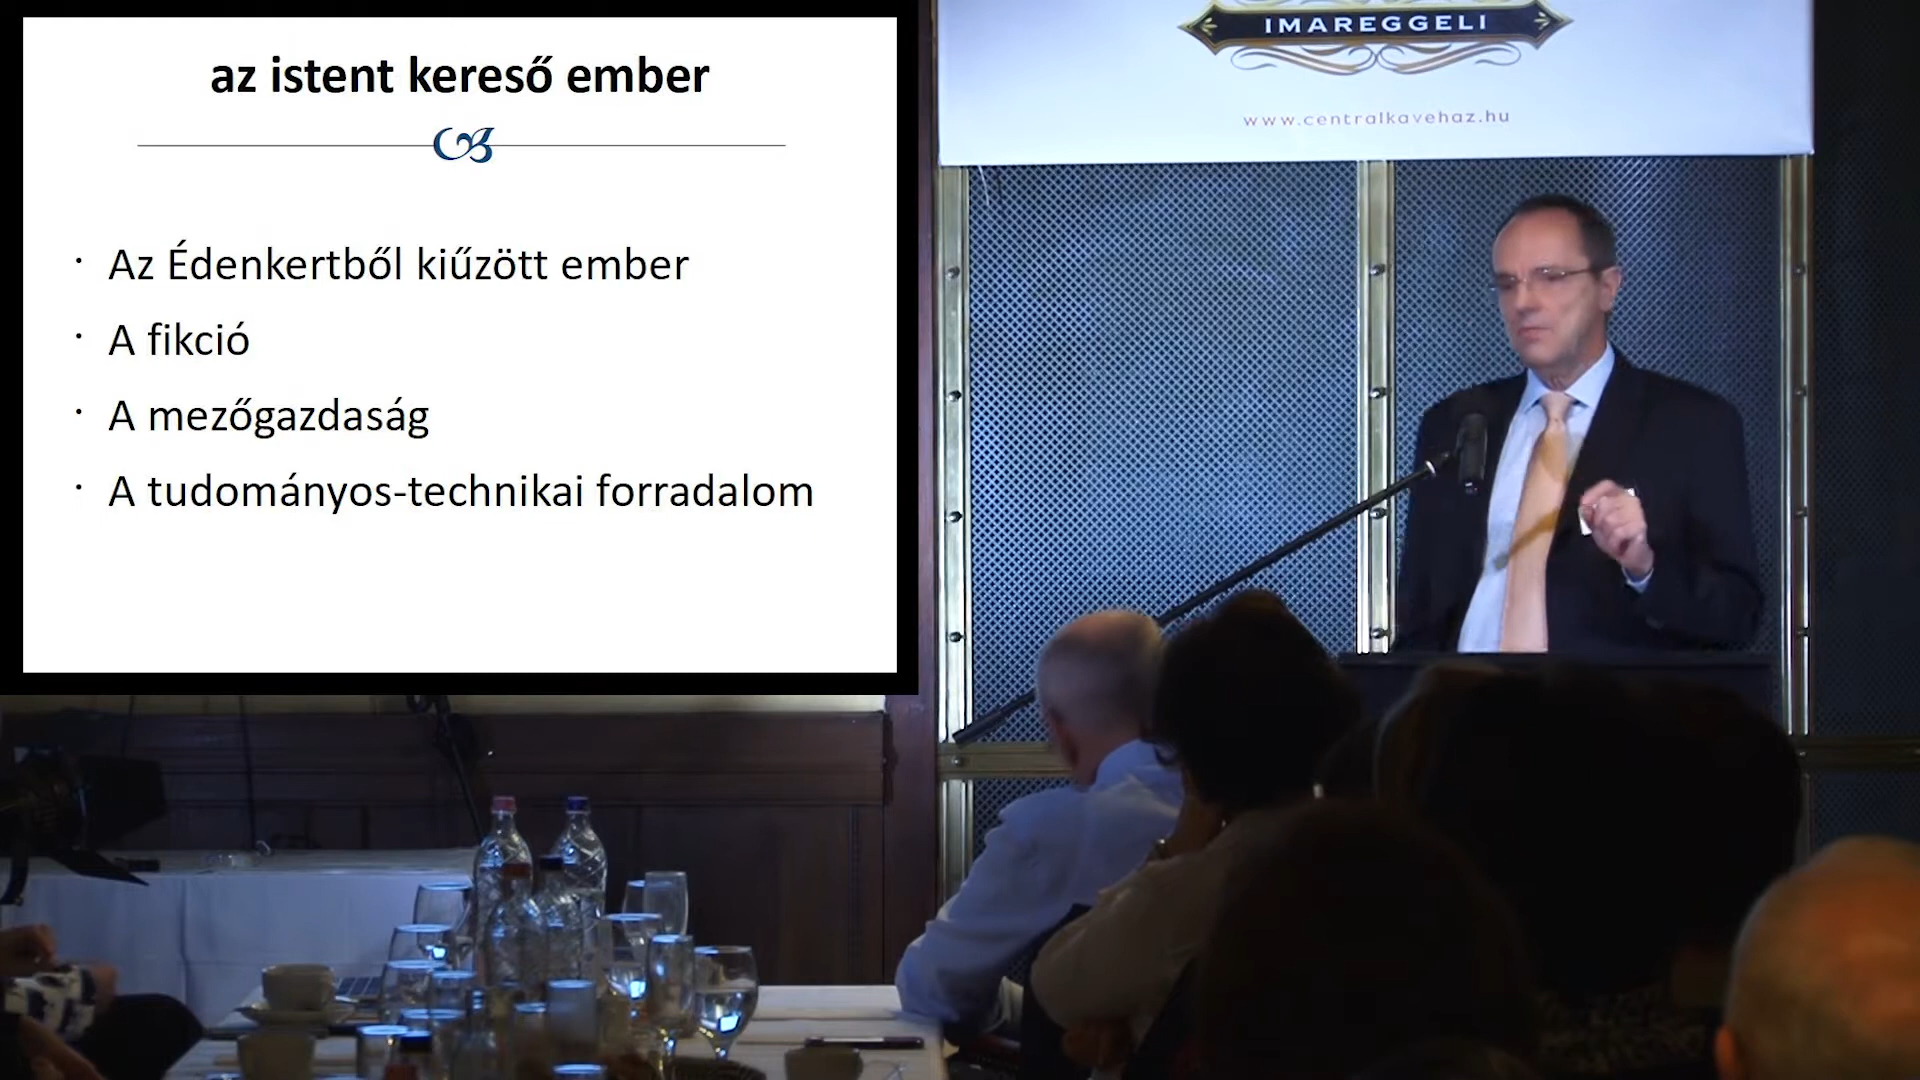 az istent kereső ember
· Az Édenkertből kiűzött ember
· A fikció
· A mezőgazdaság
· A tudományos-technikai forradalom
IMAREGGELI
www.centralkavehaz.hu